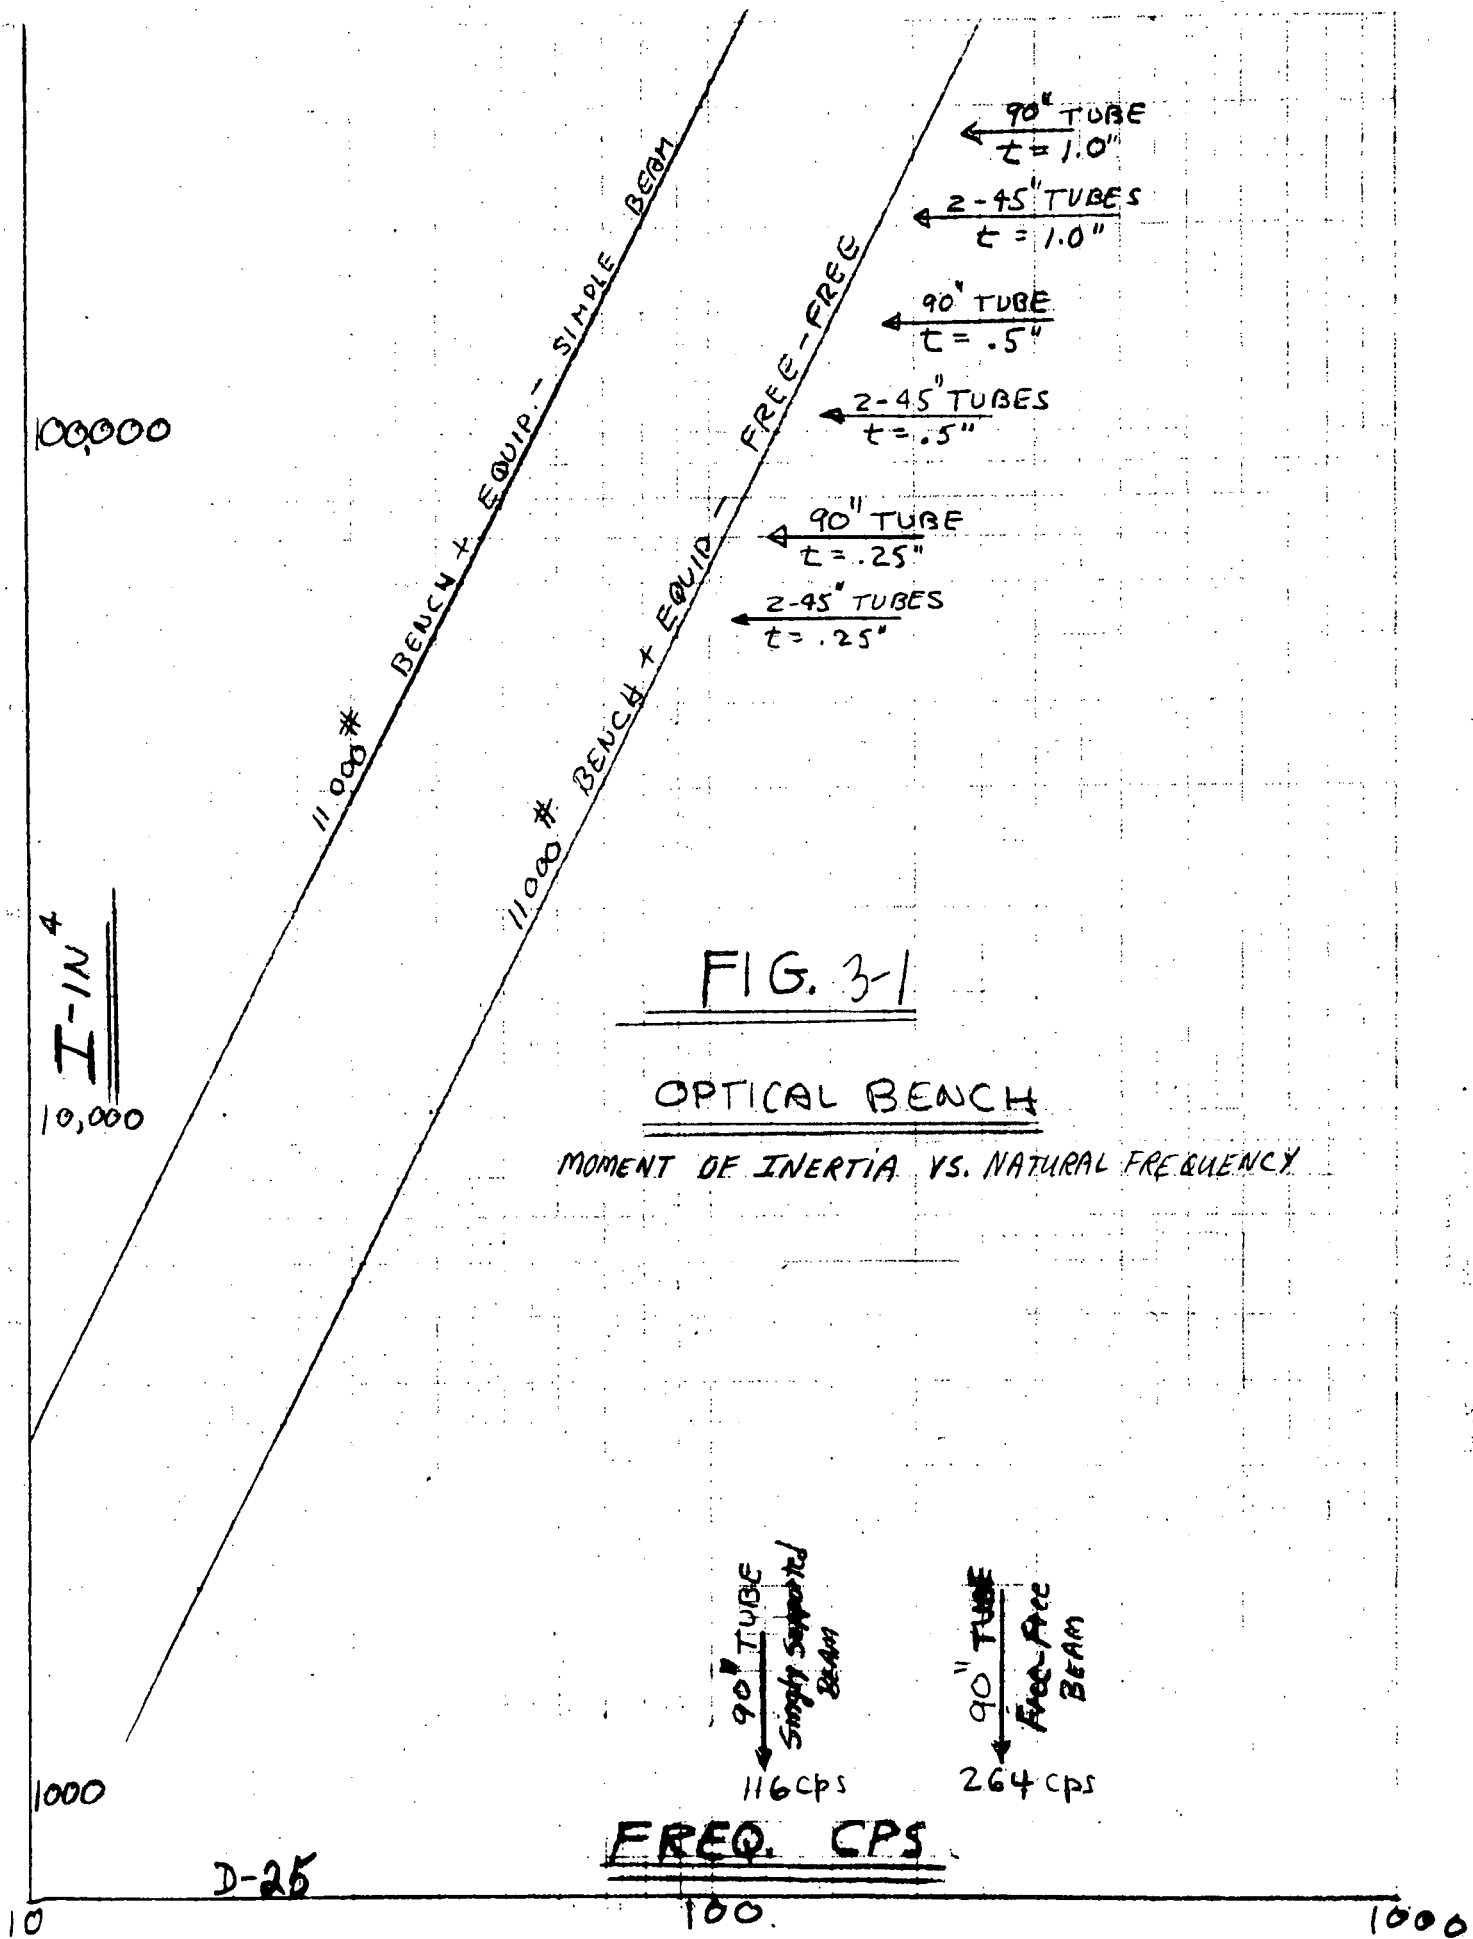 90" TUBE
t = 1.0"
2-45" TUBES
t = 1.0"
90" TUBE
t = .5"
2-45" TUBES
t = .5"
90" TUBE
t = .25"
2-45" TUBES
t = .25"
11000# BENCH + EQUIP. - SIMPLE BEAM
11000# BENCH + EQUIP - FREE-FREE
100,000
I-IN⁴
10,000
1000
FIG. 3-1
OPTICAL BENCH
MOMENT OF INERTIA VS. NATURAL FREQUENCY
90" TUBE
Simply Supported
BEAM
116 cps
90" TUBE
Free-Free
BEAM
264 cps
FREQ. CPS
D-25
10
100.
1000